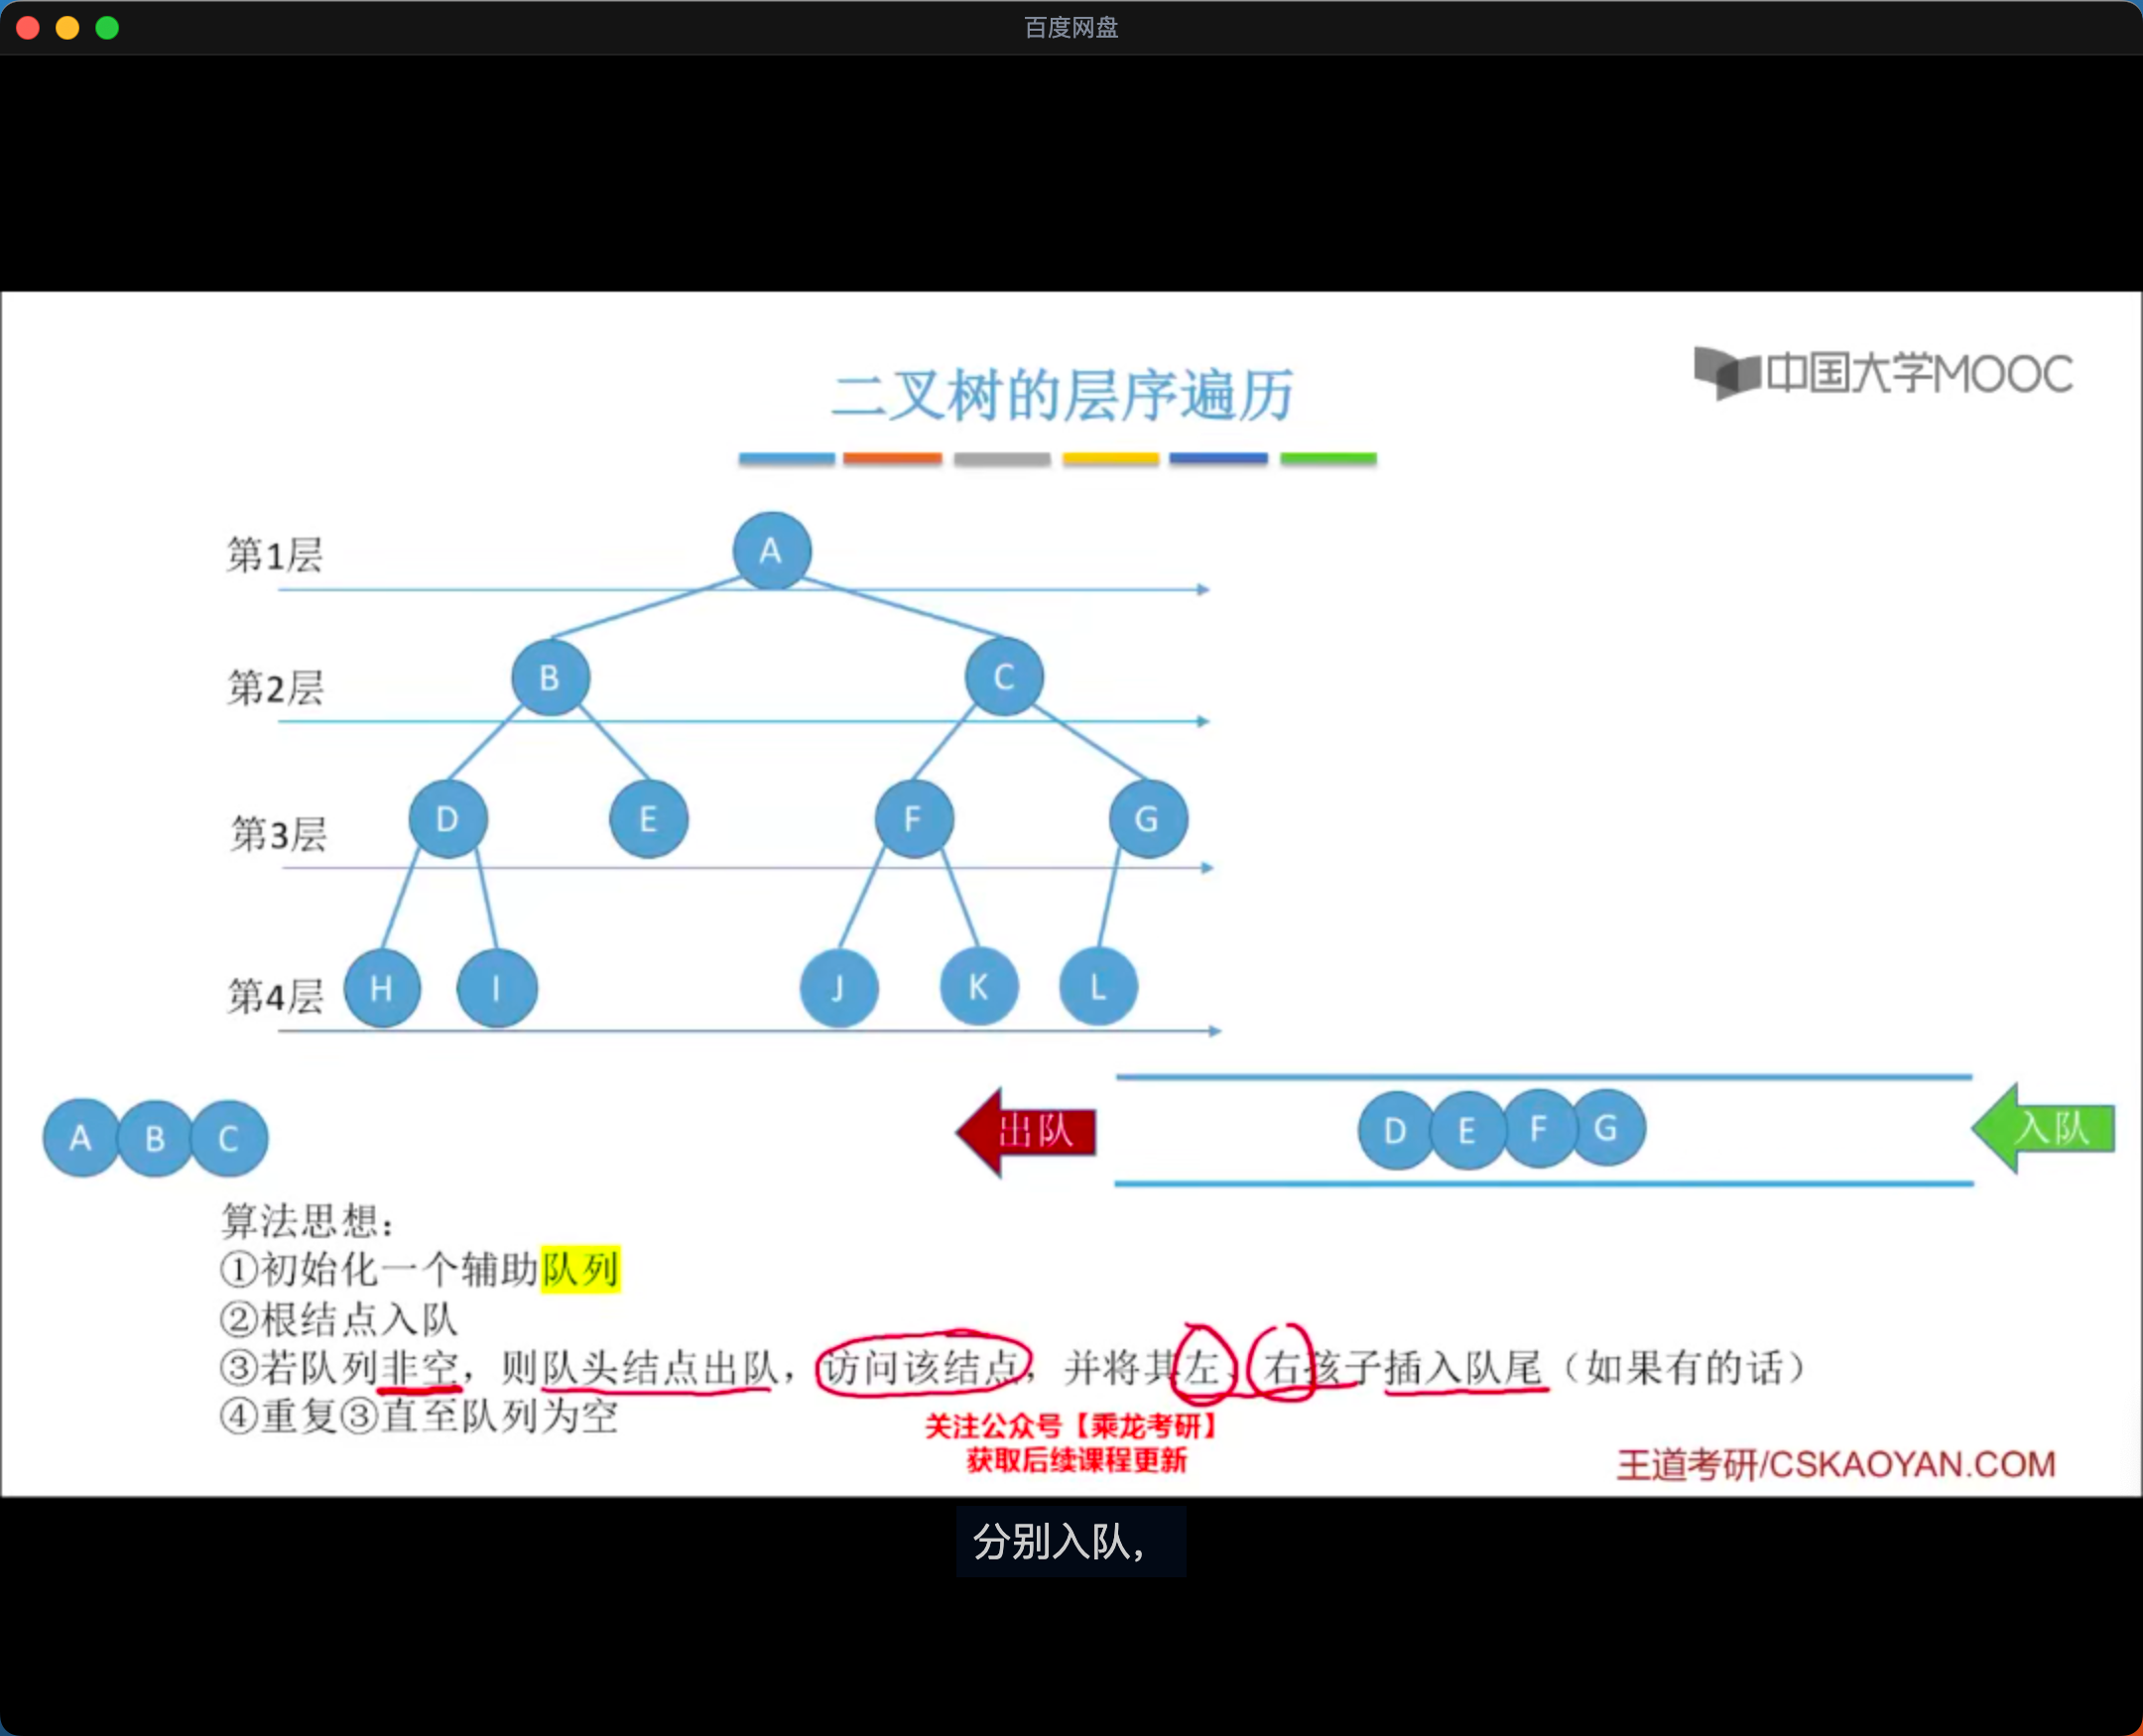 百度网盘
中国大学MOOC
二叉树的层序遍历
第1层
A
第2层
B
C
第3层
D
E
F
G
第4层
H
I
J
K
L
A B C
出队
D E F G
入队
算法思想：
①初始化一个辅助队列
②根结点入队
③若队列非空，则队头结点出队，访问该结点，并将其左、右孩子插入队尾（如果有的话）
④重复③直至队列为空
关注公众号【乘龙考研】
获取后续课程更新
王道考研/CSKAOYAN.COM
分别入队，